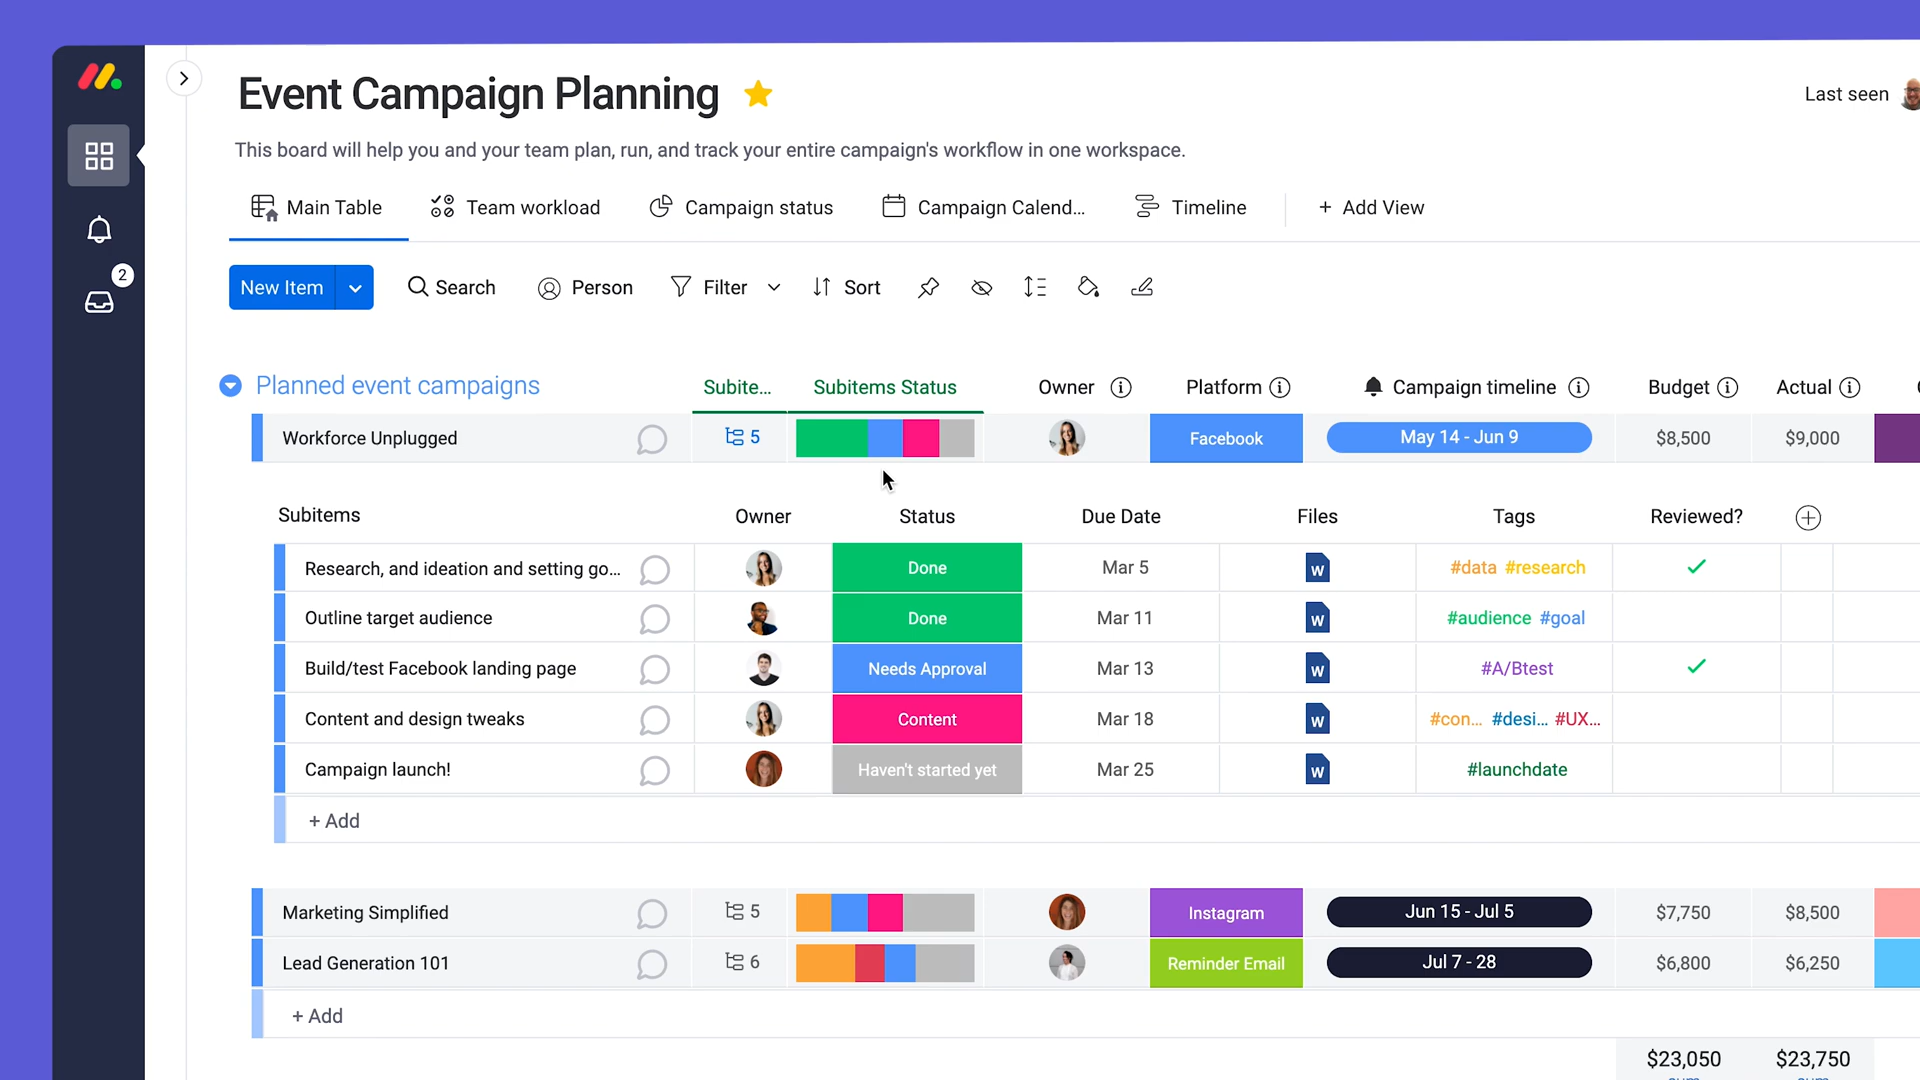 Event Campaign Planning
Last seen
This board will help you and your team plan, run, and track your entire campaign's workflow in one workspace.
Main Table Team workload Campaign status Campaign Calend... Timeline + Add View
2
New Item Search Person Filter Sort
Planned event campaigns Subite... Subitems Status Owner Platform Campaign timeline Budget Actual
Workforce Unplugged 5 Facebook May 14 - Jun 9 $8,500 $9,000
Subitems Owner Status Due Date Files Tags Reviewed?
Research, and ideation and setting go... Done Mar 5 W #data #research
Outline target audience Done Mar 11 W #audience #goal
Build/test Facebook landing page Needs Approval Mar 13 W #A/Btest
Content and design tweaks Content Mar 18 W #con... #desi... #UX...
Campaign launch! Haven't started yet Mar 25 W #launchdate
+ Add
Marketing Simplified 5 Instagram Jun 15 - Jul 5 $7,750 $8,500
Lead Generation 101 6 Reminder Email Jul 7 - 28 $6,800 $6,250
+ Add
$23,050 $23,750